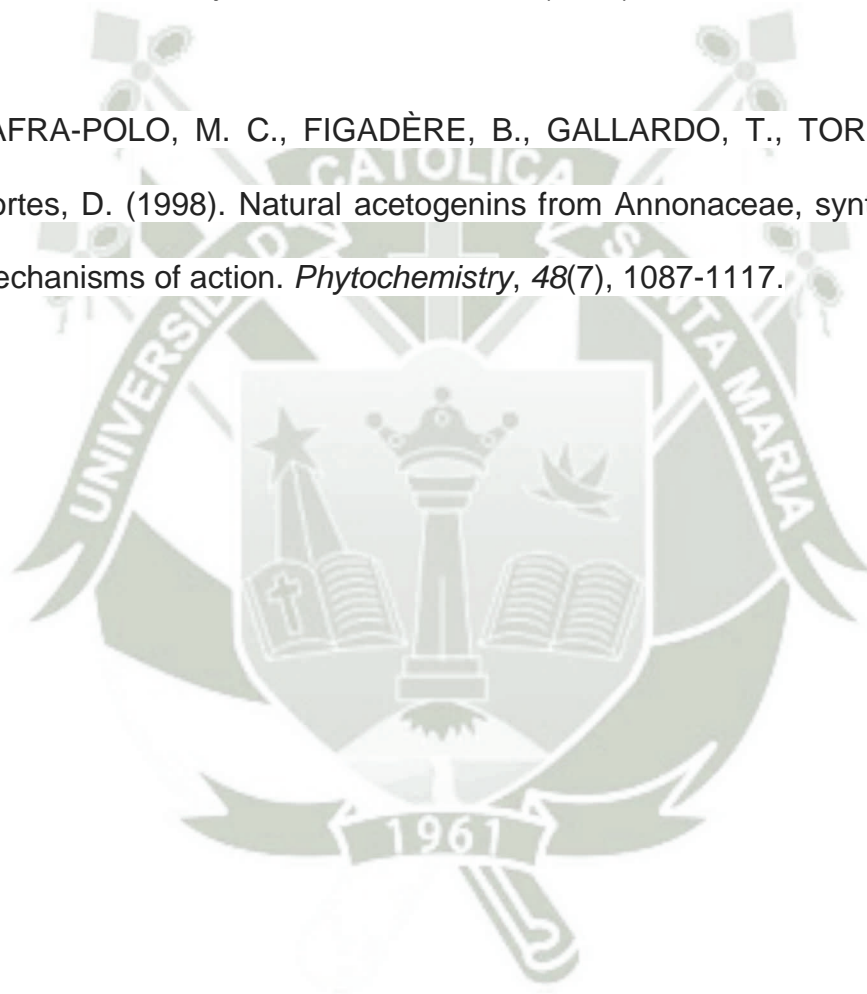 AFRA-POLO, M. C., FIGADÈRE, B., GALLARDO, T., TOR
ortes, D. (1998). Natural acetogenins from Annonaceae, synt
echanisms of action. Phytochemistry, 48(7), 1087-1117.
UNIVERSIDAD CATOLICA SANTA MARIA
1961